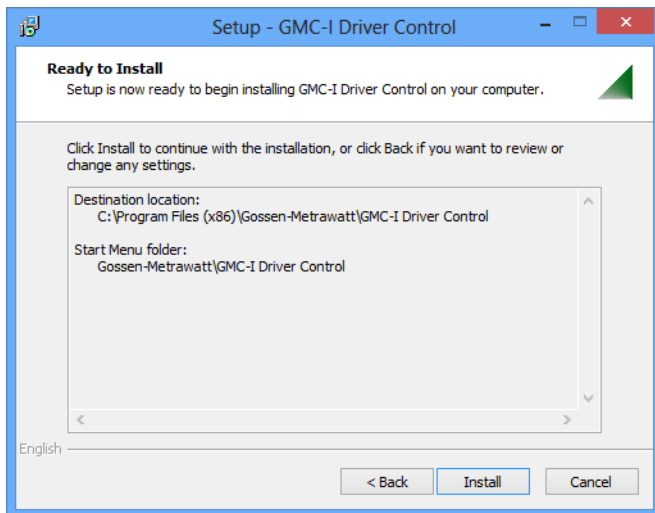 Setup - GMC-I Driver Control
Ready to Install
Setup is now ready to begin installing GMC-I Driver Control on your computer.
Click Install to continue with the installation, or click Back if you want to review or
change any settings.
Destination location:
C:\Program Files (x86)\Gossen-Metrawatt\GMC-I Driver Control
Start Menu folder:
Gossen-Metrawatt\GMC-I Driver Control
English
< Back Install Cancel